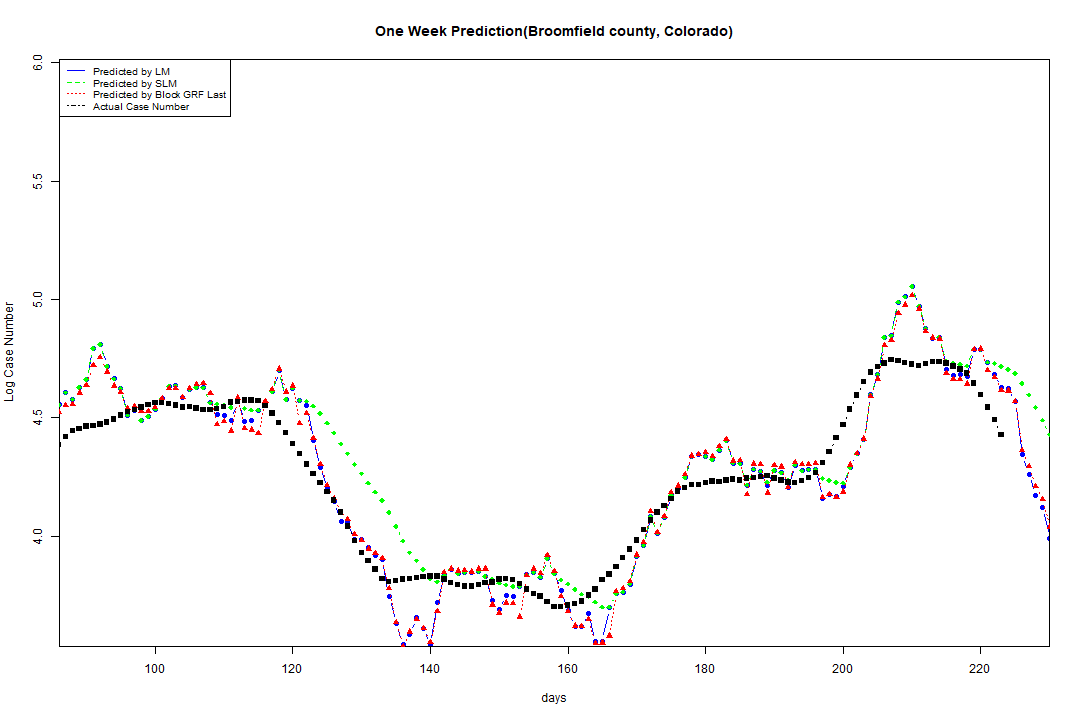 One Week Prediction(Broomfield county, Colorado)
Predicted by LM
Predicted by SLM
Predicted by Block GRF Last
Actual Case Number
6.0
5.5
5.0
4.5
4.0
Log Case Number
100 120 140 160 180 200 220
days